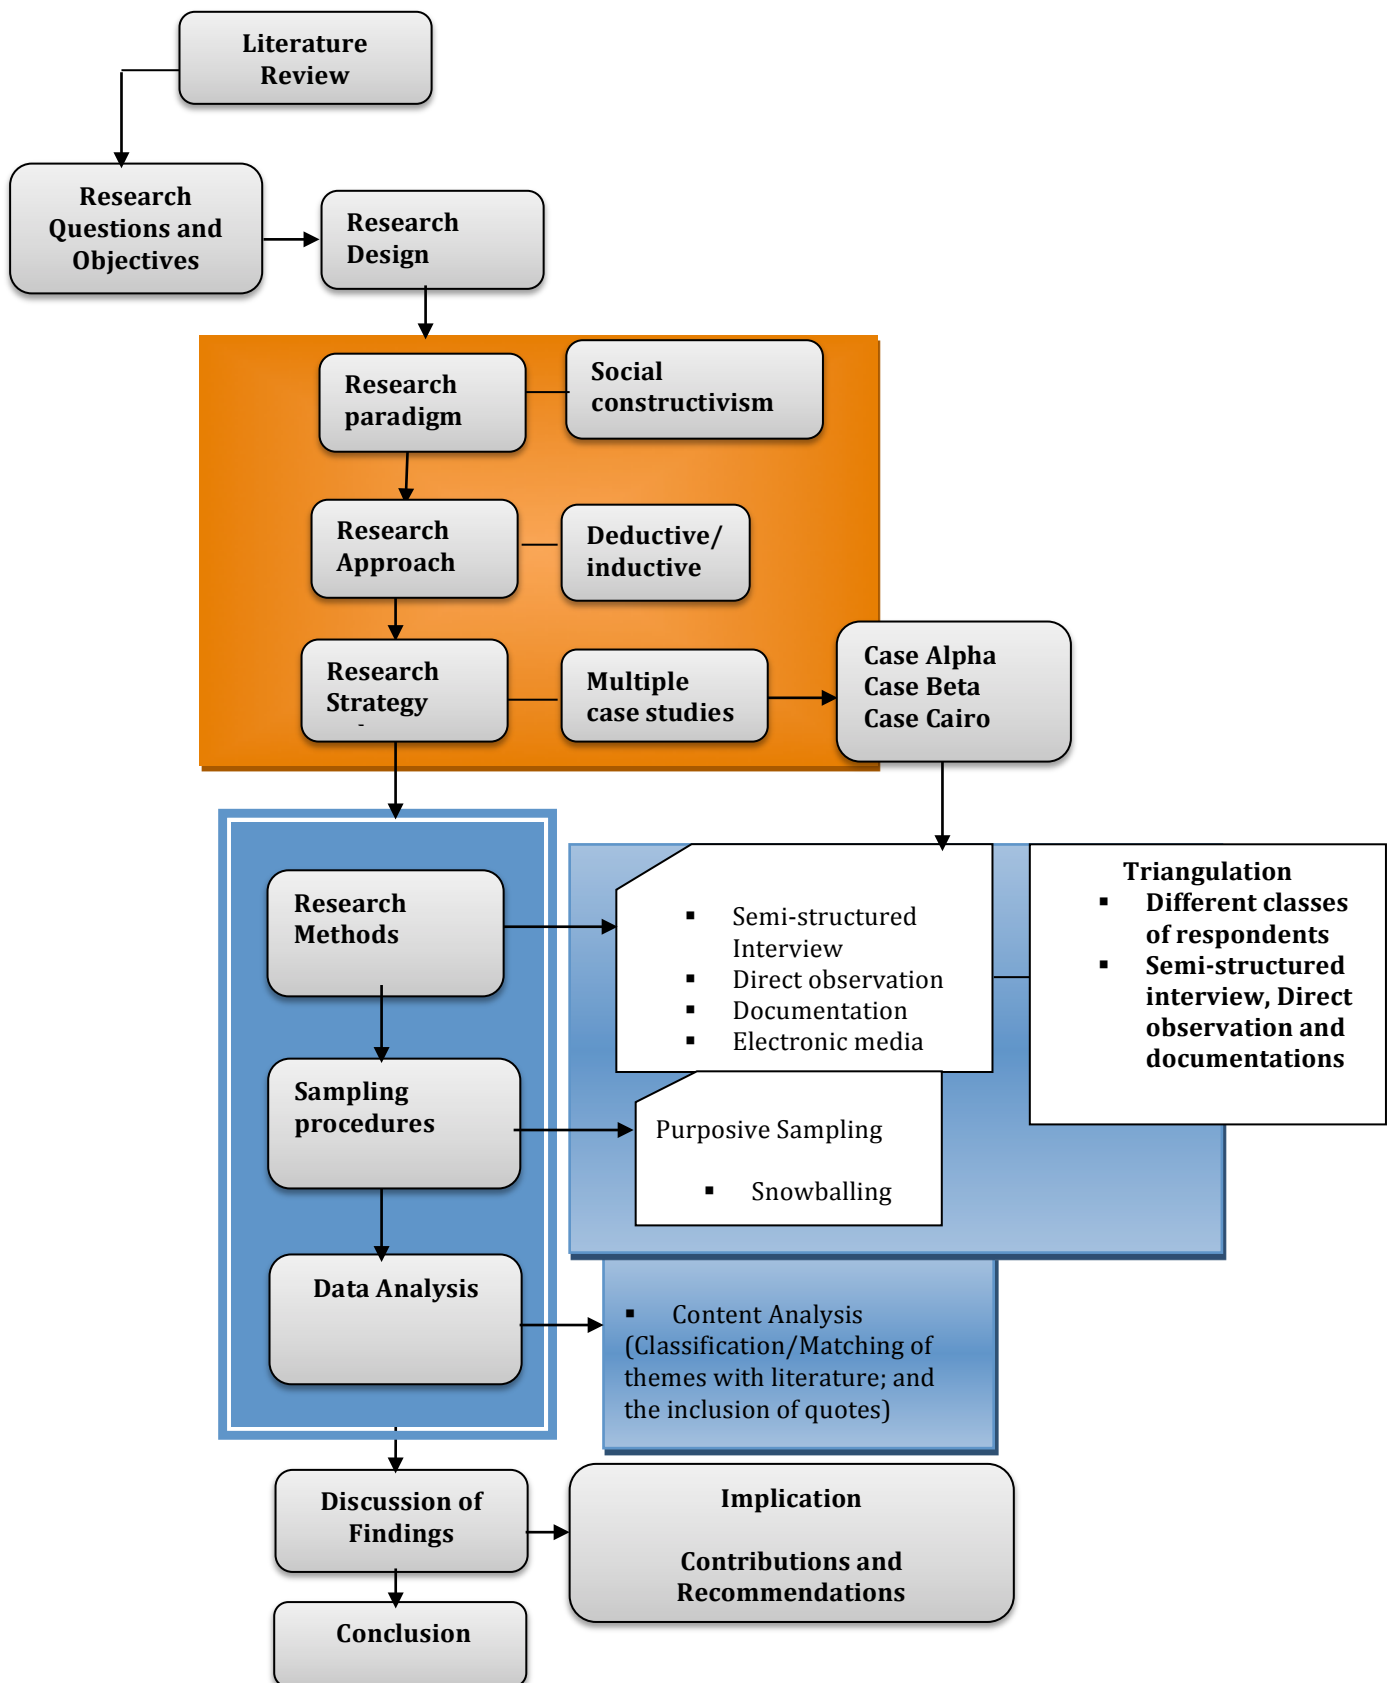 Literature
Review
Research
Questions and
Objectives
Research
Design
Research
paradigm
Social
constructivism
Research
Approach
Deductive/
inductive
Research
Strategy
-
Multiple
case studies
Case Alpha
Case Beta
Case Cairo
Research
Methods
▪ Semi-structured
Interview
▪ Direct observation
▪ Documentation
▪ Electronic media
Triangulation
▪ Different classes
of respondents
▪ Semi-structured
interview, Direct
observation and
documentations
Sampling
procedures
Purposive Sampling
▪ Snowballing
Data Analysis
▪ Content Analysis
(Classification/Matching of
themes with literature; and
the inclusion of quotes)
Discussion of
Findings
Implication
Contributions and
Recommendations
Conclusion